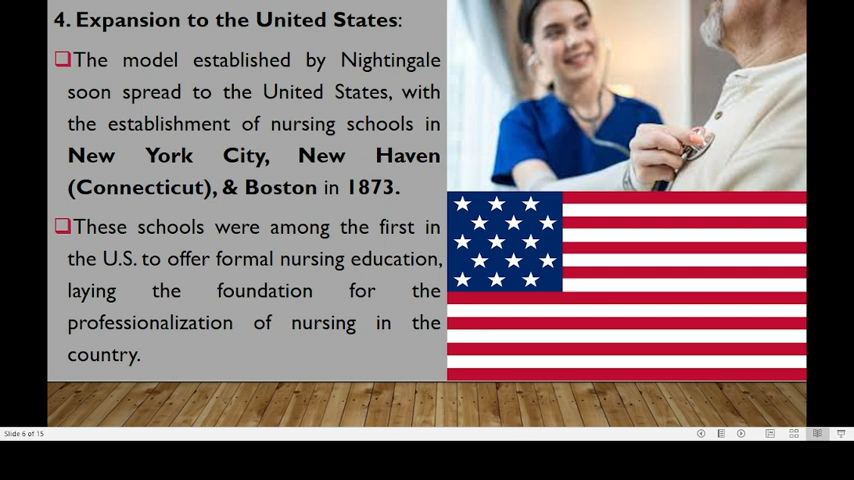 4. Expansion to the United States:
The model established by Nightingale
soon spread to the United States, with
the establishment of nursing schools in
New York City, New Haven
(Connecticut), & Boston in 1873.
These schools were among the first in
the U.S. to offer formal nursing education,
laying the foundation for the
professionalization of nursing in the
country.
Slide 6 of 15